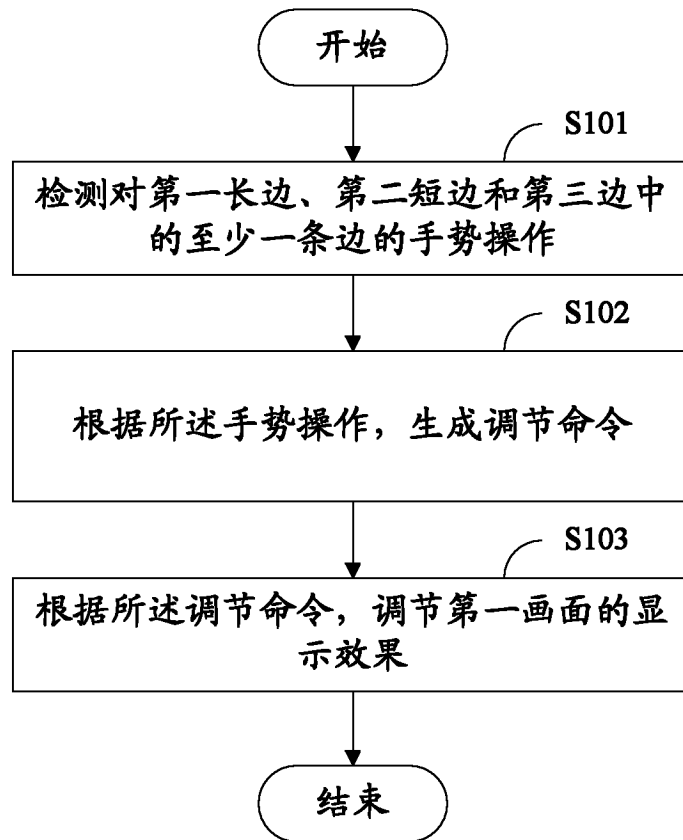 开始
S101
检测对第一长边、第二短边和第三边中
的至少一条边的手势操作
S102
根据所述手势操作，生成调节命令
S103
根据所述调节命令，调节第一画面的显
示效果
结束